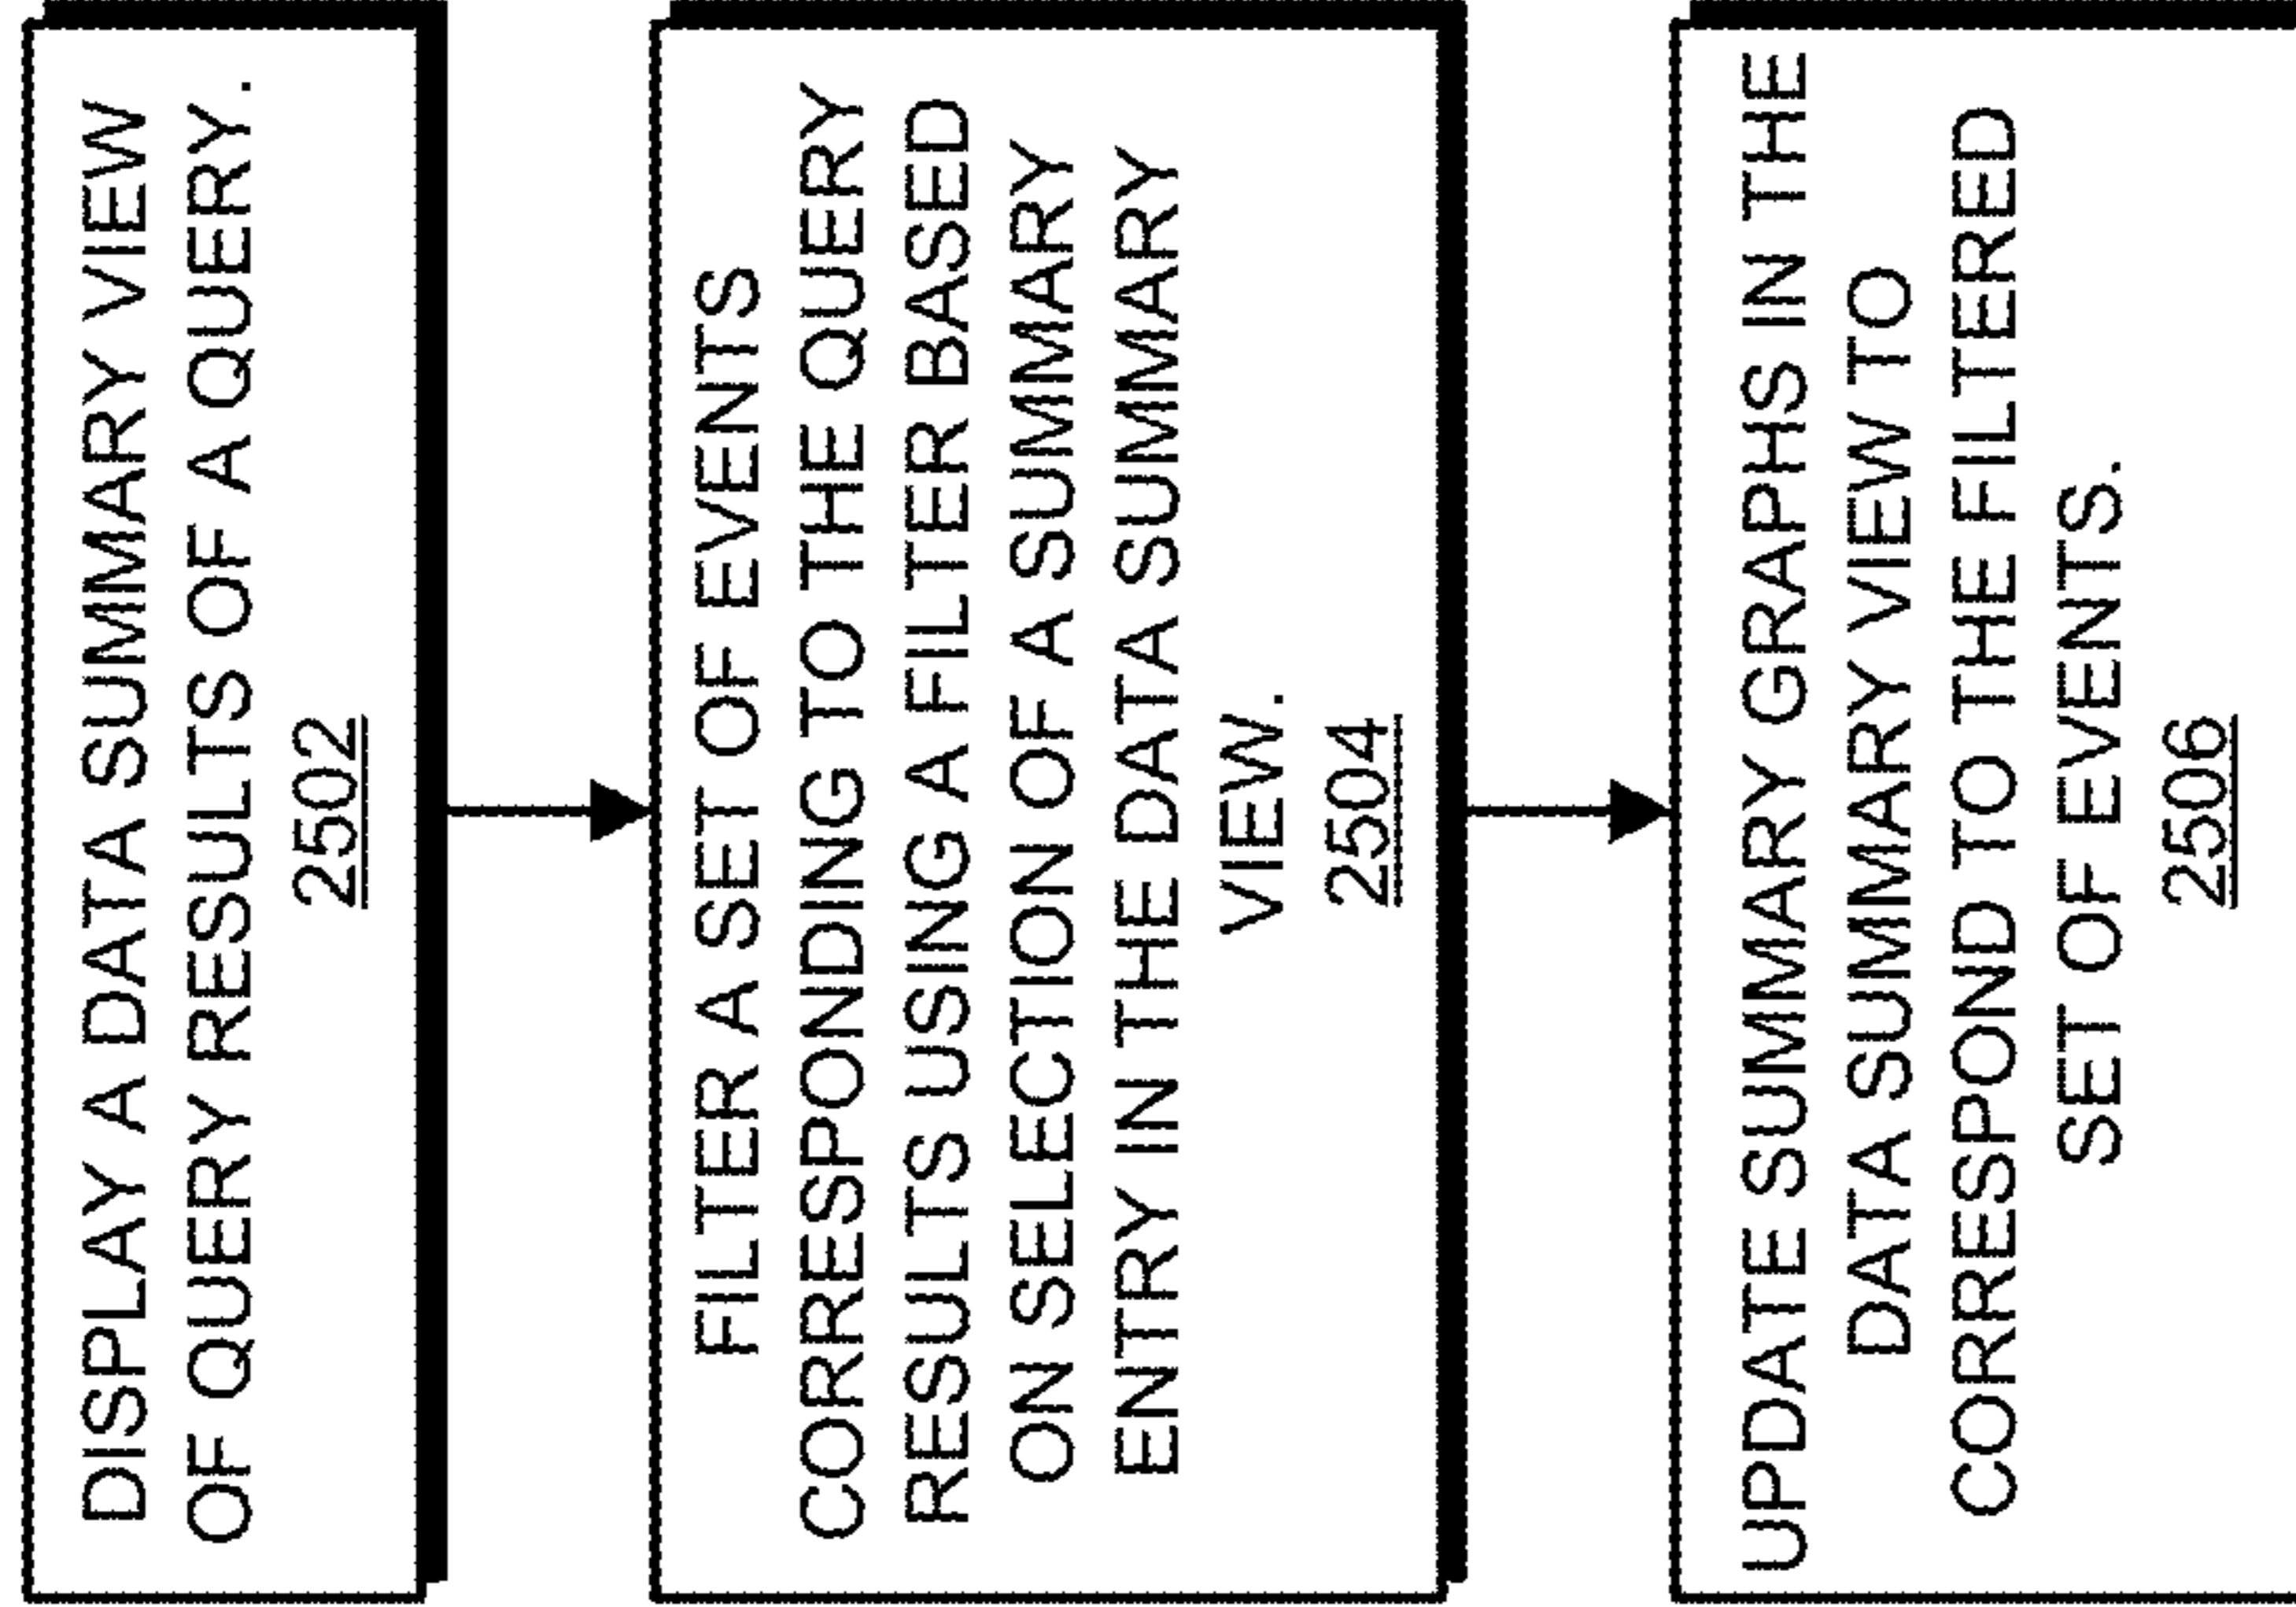 DISPLAY A DATA SUMMARY VIEW
OF QUERY RESULTS OF A QUERY.
2502
FILTER A SET OF EVENTS
CORRESPONDING TO THE QUERY
RESULTS USING A FILTER BASED
ON SELECTION OF A SUMMARY
ENTRY IN THE DATA SUMMARY
VIEW.
2504
UPDATE SUMMARY GRAPHS IN THE
DATA SUMMARY VIEW TO
CORRESPOND TO THE FILTERED
SET OF EVENTS.
2506